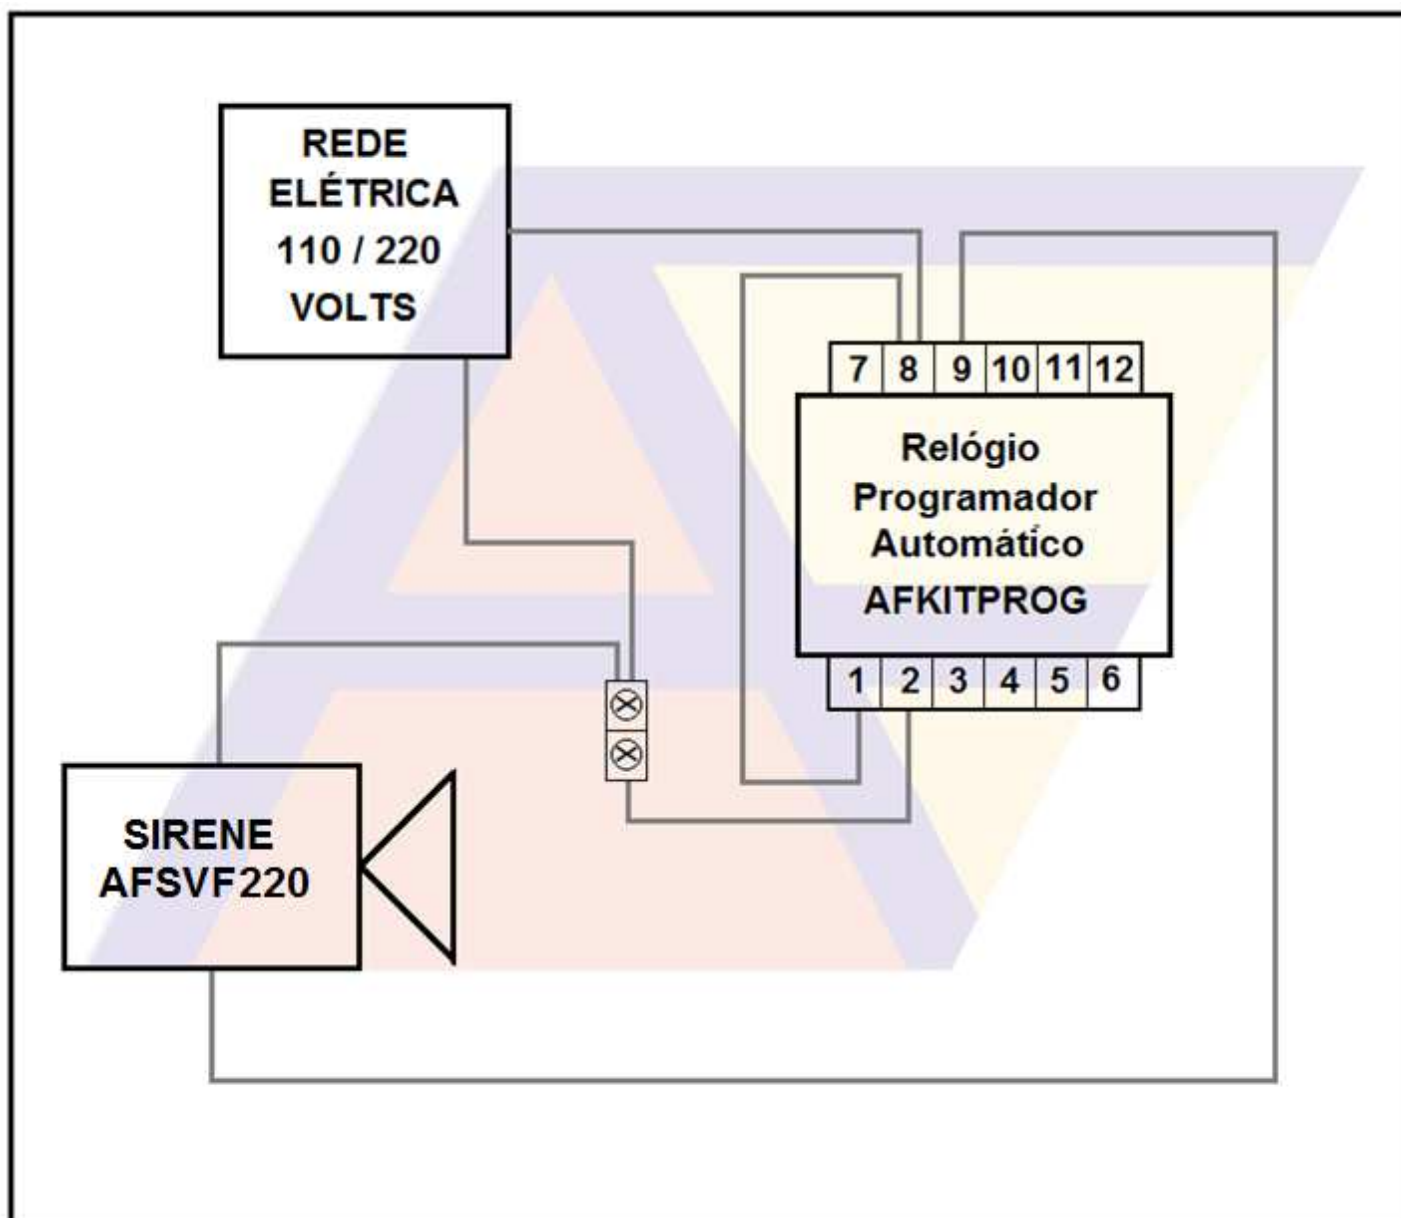 REDE
ELÉTRICA
110 / 220
VOLTS
7 8 9 10 11 12
Relógio
Programador
Automático
AFKITPROG
1 2 3 4 5 6
SIRENE
AFSVF220